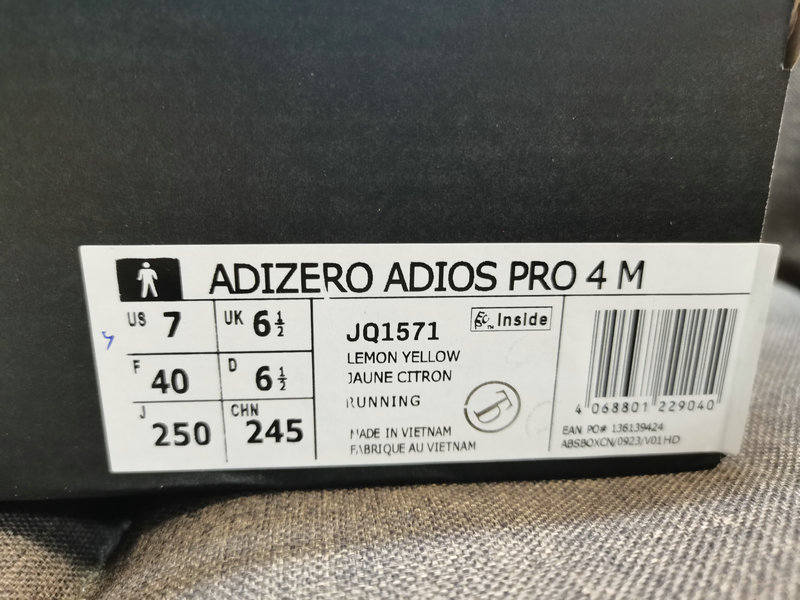 ADIZERO ADIOS PRO 4 M
US 7 UK 6 1/2
F 40 D 6 1/2
J 250 CHN 245
JQ1571
LEMON YELLOW
JAUNE CITRON
RUNNING
MADE IN VIETNAM
FABRIQUE AU VIETNAM
Inside
4 068801 229040
EAN PO# 136139424
ABSBOXCN/0923/V01HD